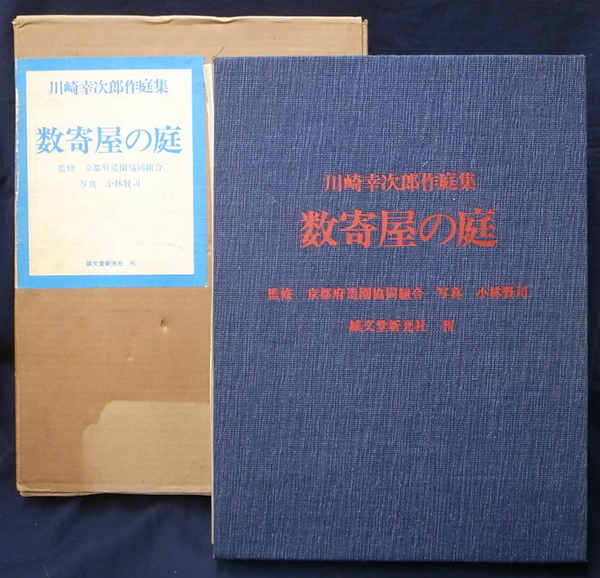 川崎幸次郎作庭集
数寄屋の庭
監修 京都府造園協同組合
写真 小林賢司
誠文堂新光社 刊
川崎幸次郎作庭集
数寄屋の庭
監修 京都府造園協同組合 写真 小林賢司
誠文堂新光社 刊